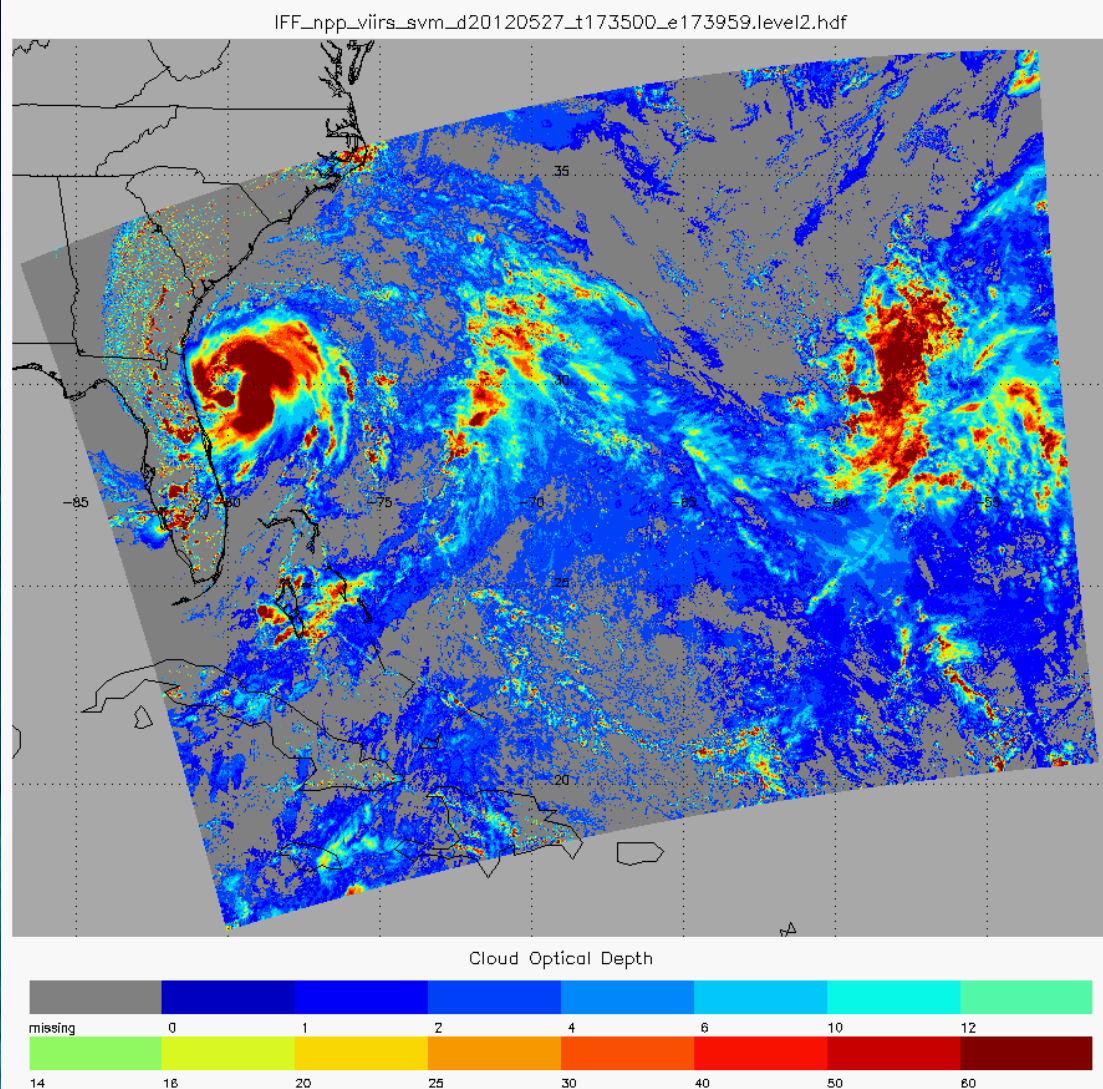 IFF_npp_viirs_svm_d20120527_t173500_e173959.level2.hdf
35
30
-85 -80 -75 -70 -65 -60 -55
25
20
Cloud Optical Depth
missing 0 1 2 4 6 10 12
14 16 20 25 30 40 50 60